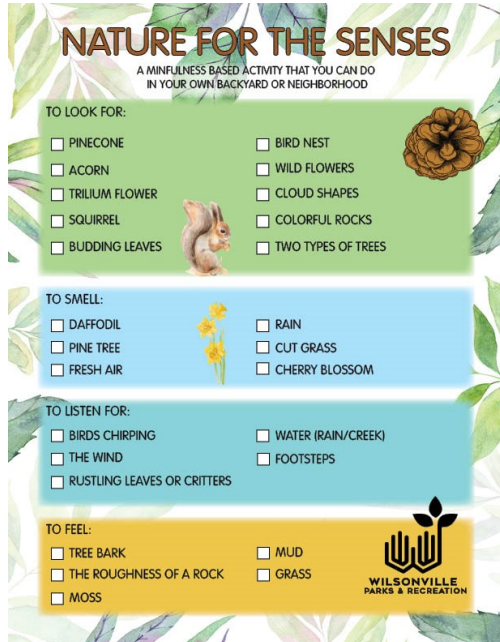 NATURE FOR THE SENSES
A MINFULNESS BASED ACTIVITY THAT YOU CAN DO
IN YOUR OWN BACKYARD OR NEIGHBORHOOD
TO LOOK FOR:
PINECONE
ACORN
TRILIUM FLOWER
SQUIRREL
BUDDING LEAVES
BIRD NEST
WILD FLOWERS
CLOUD SHAPES
COLORFUL ROCKS
TWO TYPES OF TREES
TO SMELL:
DAFFODIL
PINE TREE
FRESH AIR
RAIN
CUT GRASS
CHERRY BLOSSOM
TO LISTEN FOR:
BIRDS CHIRPING
THE WIND
RUSTLING LEAVES OR CRITTERS
WATER (RAIN/CREEK)
FOOTSTEPS
TO FEEL:
TREE BARK
THE ROUGHNESS OF A ROCK
MOSS
MUD
GRASS
WILSONVILLE
PARKS & RECREATION